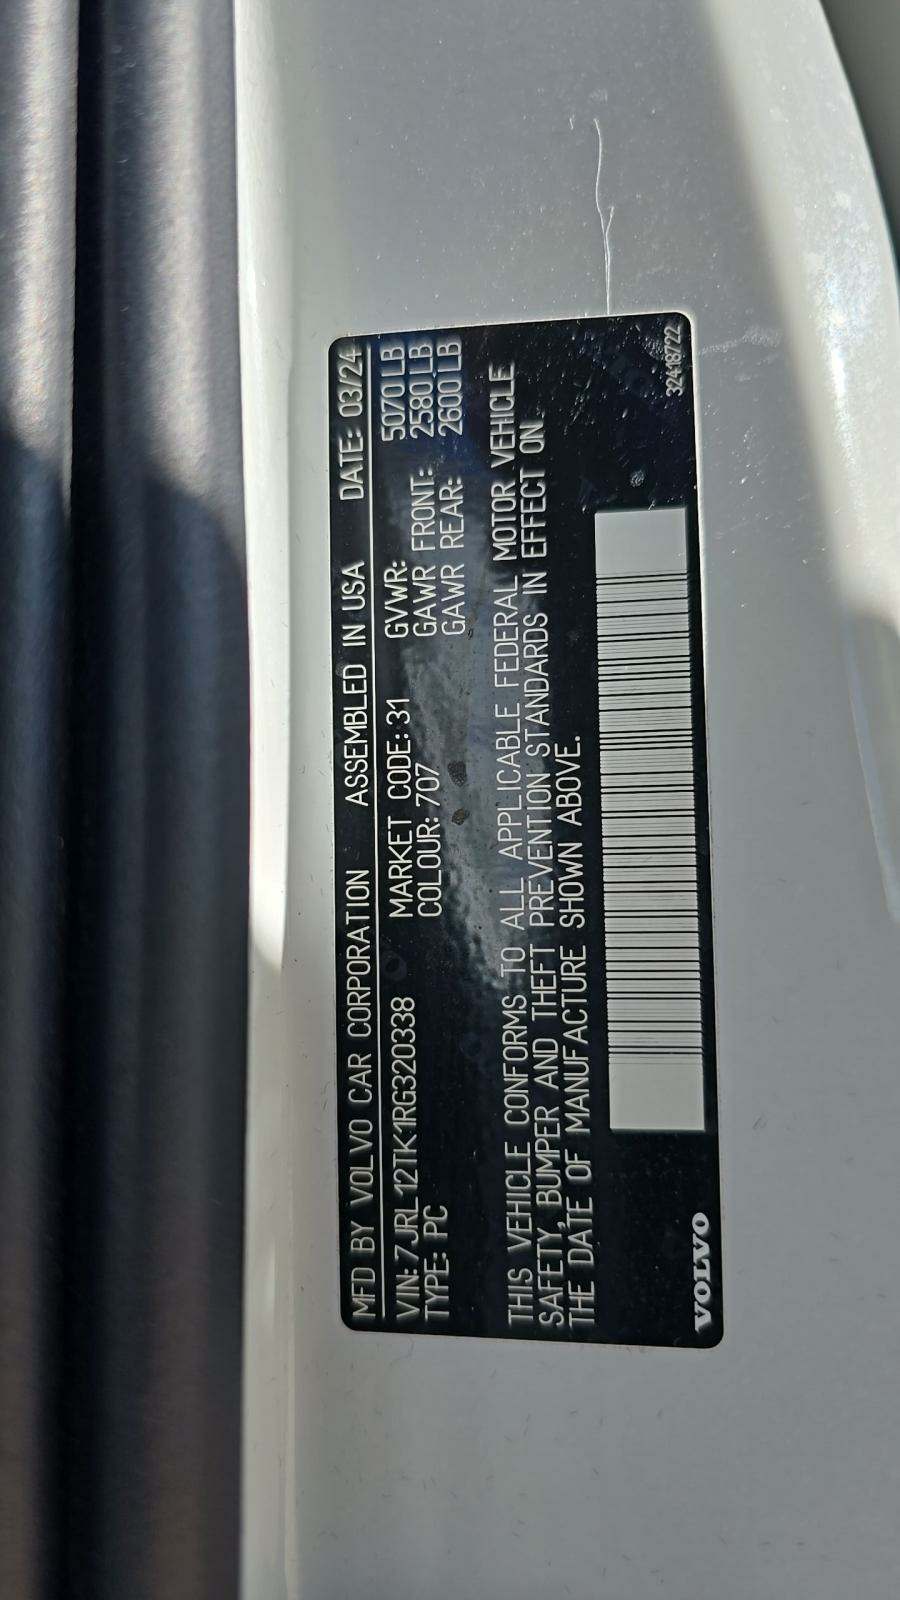 MFD BY VOLVO CAR CORPORATION ASSEMBLED IN USA DATE: 03/24
VIN: 7JRL12TK1RG320338 MARKET CODE: 31 GVWR: 5070 LB
TYPE: PC COLOUR: 707 GAWR FRONT: 2580 LB
GAWR REAR: 2600 LB
THIS VEHICLE CONFORMS TO ALL APPLICABLE FEDERAL MOTOR VEHICLE
SAFETY, BUMPER AND THEFT PREVENTION STANDARDS IN EFFECT ON
THE DATE OF MANUFACTURE SHOWN ABOVE.
VOLVO 32418722